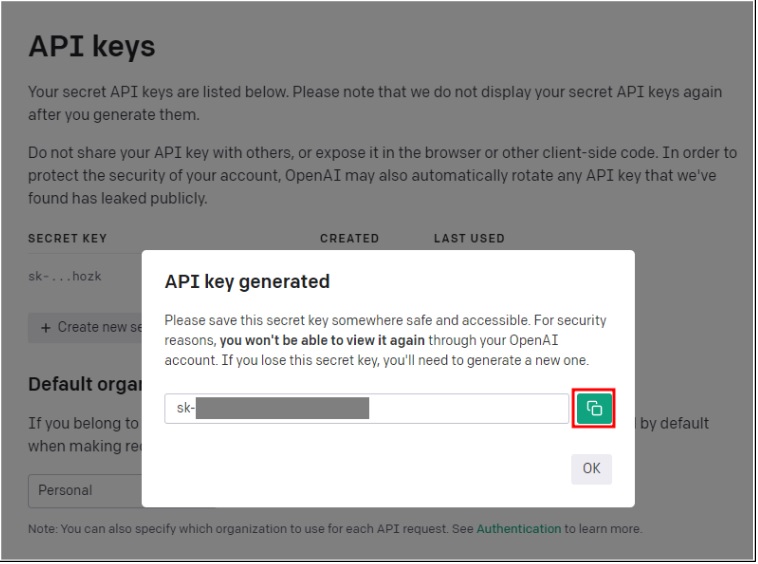 API keys
Your secret API keys are listed below. Please note that we do not display your secret API keys again
after you generate them.
Do not share your API key with others, or expose it in the browser or other client-side code. In order to
protect the security of your account, OpenAI may also automatically rotate any API key that we've
found has leaked publicly.
SECRET KEY CREATED LAST USED
sk-...hozk
+ Create new se
API key generated
Please save this secret key somewhere safe and accessible. For security
reasons, you won't be able to view it again through your OpenAI
account. If you lose this secret key, you'll need to generate a new one.
sk-
OK
Default orga
If you belong to by default
when making re
Personal
Note: You can also specify which organization to use for each API request. See Authentication to learn more.